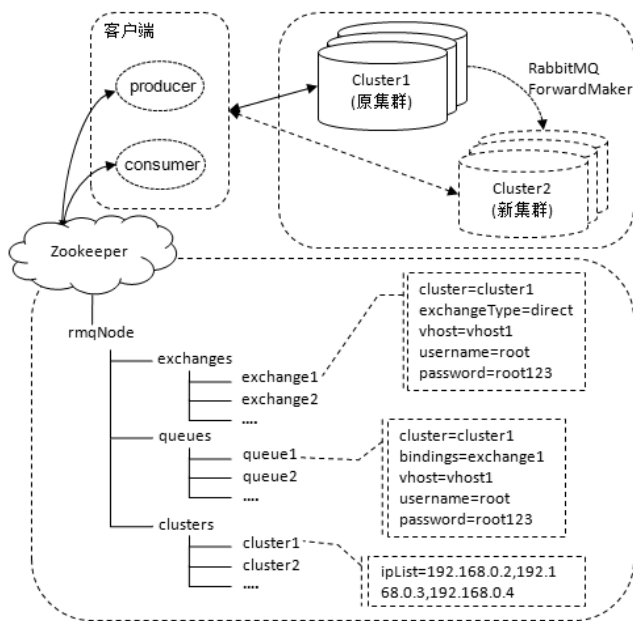 客户端
producer
consumer
Cluster1
(原集群)
RabbitMQ
ForwardMaker
Cluster2
(新集群)
Zookeeper
rmqNode
exchanges
exchange1
exchange2
....
cluster=cluster1
exchangeType=direct
vhost=vhost1
username=root
password=root123
queues
queue1
queue2
....
cluster=cluster1
bindings=exchange1
vhost=vhost1
username=root
password=root123
clusters
cluster1
cluster2
....
ipList=192.168.0.2,192.1
68.0.3,192.168.0.4